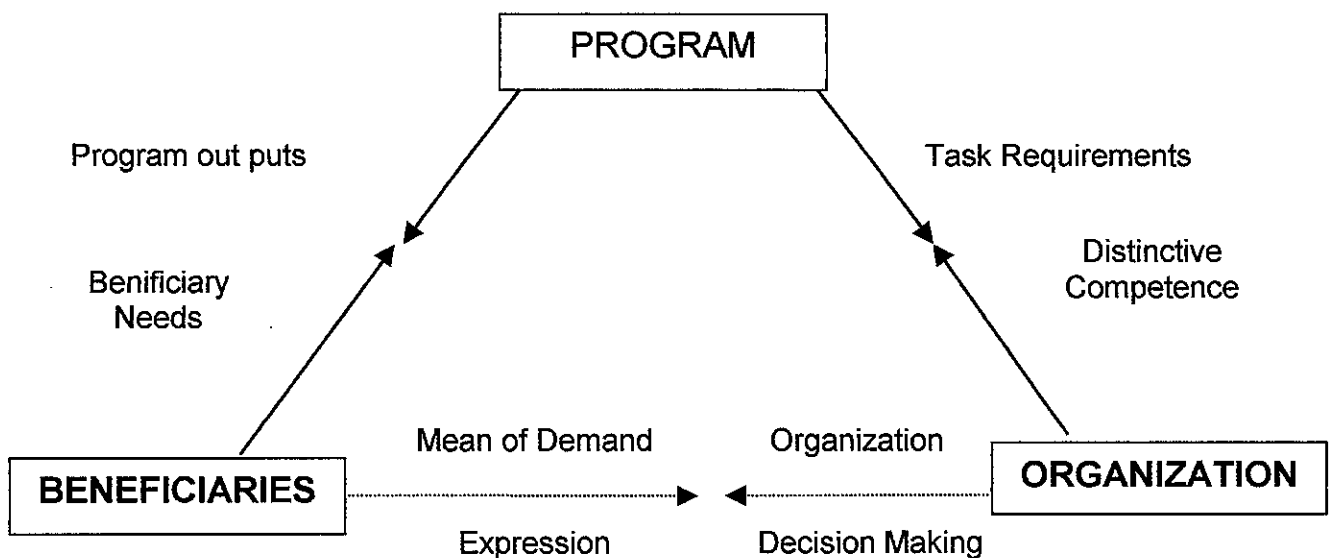 PROGRAM
Program out puts
Task Requirements
Benificiary
Needs
Distinctive
Competence
Mean of Demand
Organization
BENEFICIARIES
ORGANIZATION
Expression
Decision Making